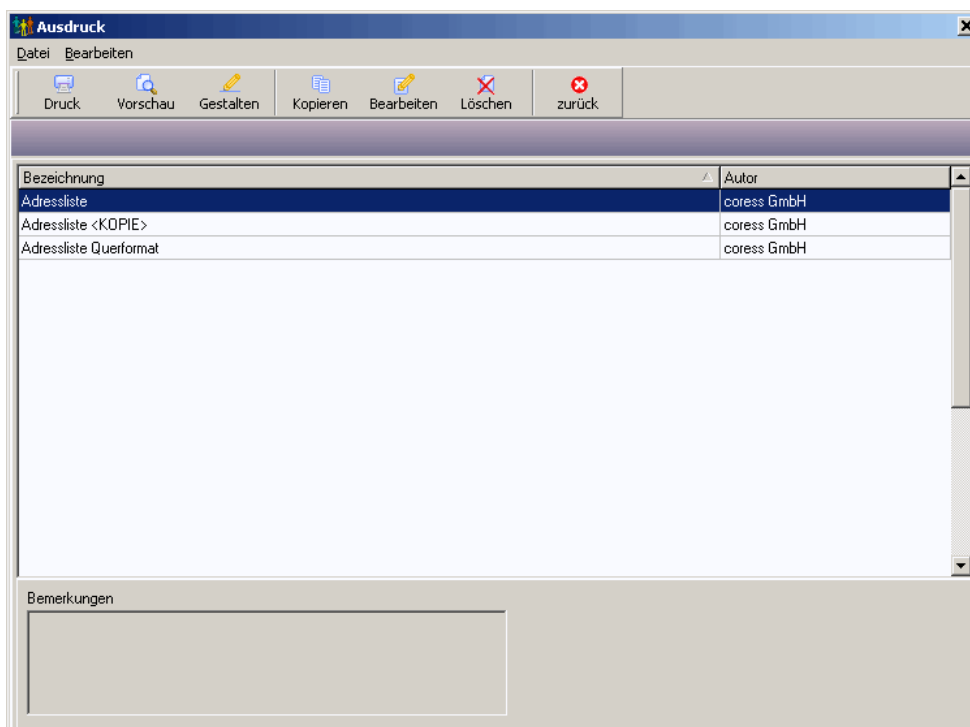 Ausdruck
Datei Bearbeiten
Druck Vorschau Gestalten Kopieren Bearbeiten Löschen zurück
Bezeichnung Autor
Adressliste coress GmbH
Adressliste <KOPIE> coress GmbH
Adressliste Querformat coress GmbH
Bemerkungen